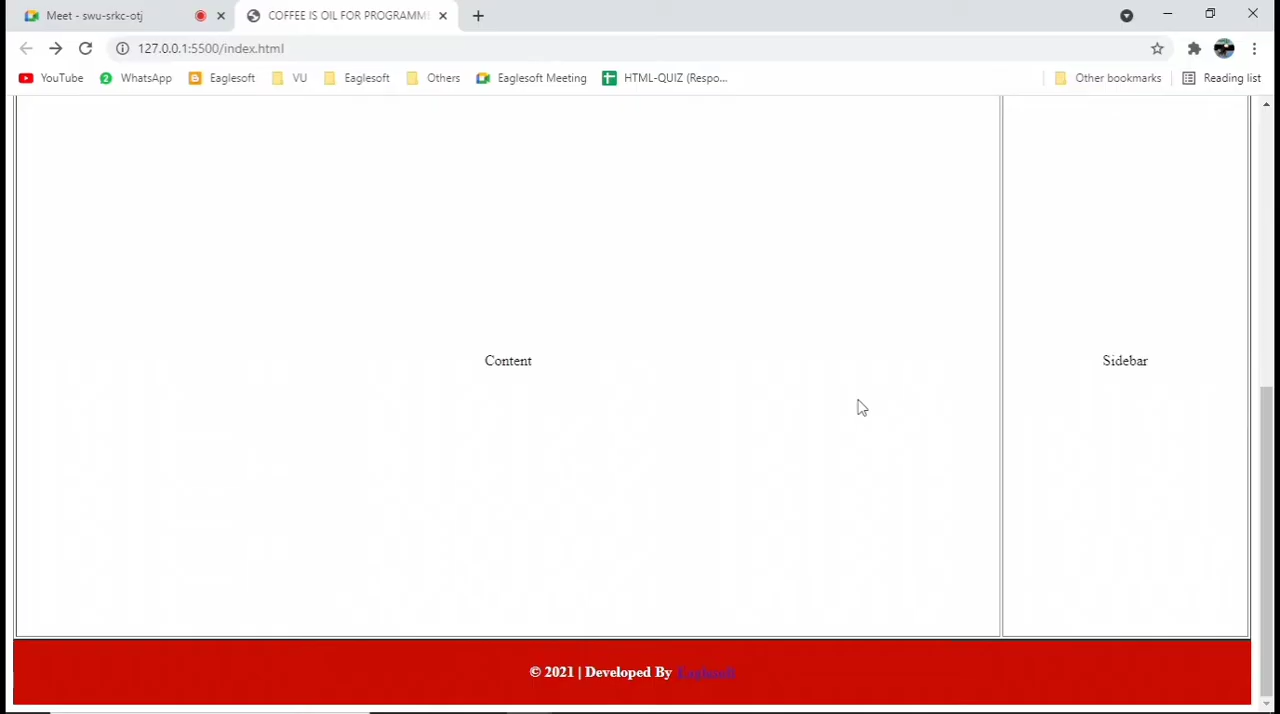 Meet - swu-srkc-otj
COFFEE IS OIL FOR PROGRAMM
127.0.0.1:5500/index.html
YouTube
2 WhatsApp
Eaglesoft
VU
Eaglesoft
Others
Eaglesoft Meeting
HTML-QUIZ (Respo...
Other bookmarks
Reading list
Content
Sidebar
© 2021 | Developed By